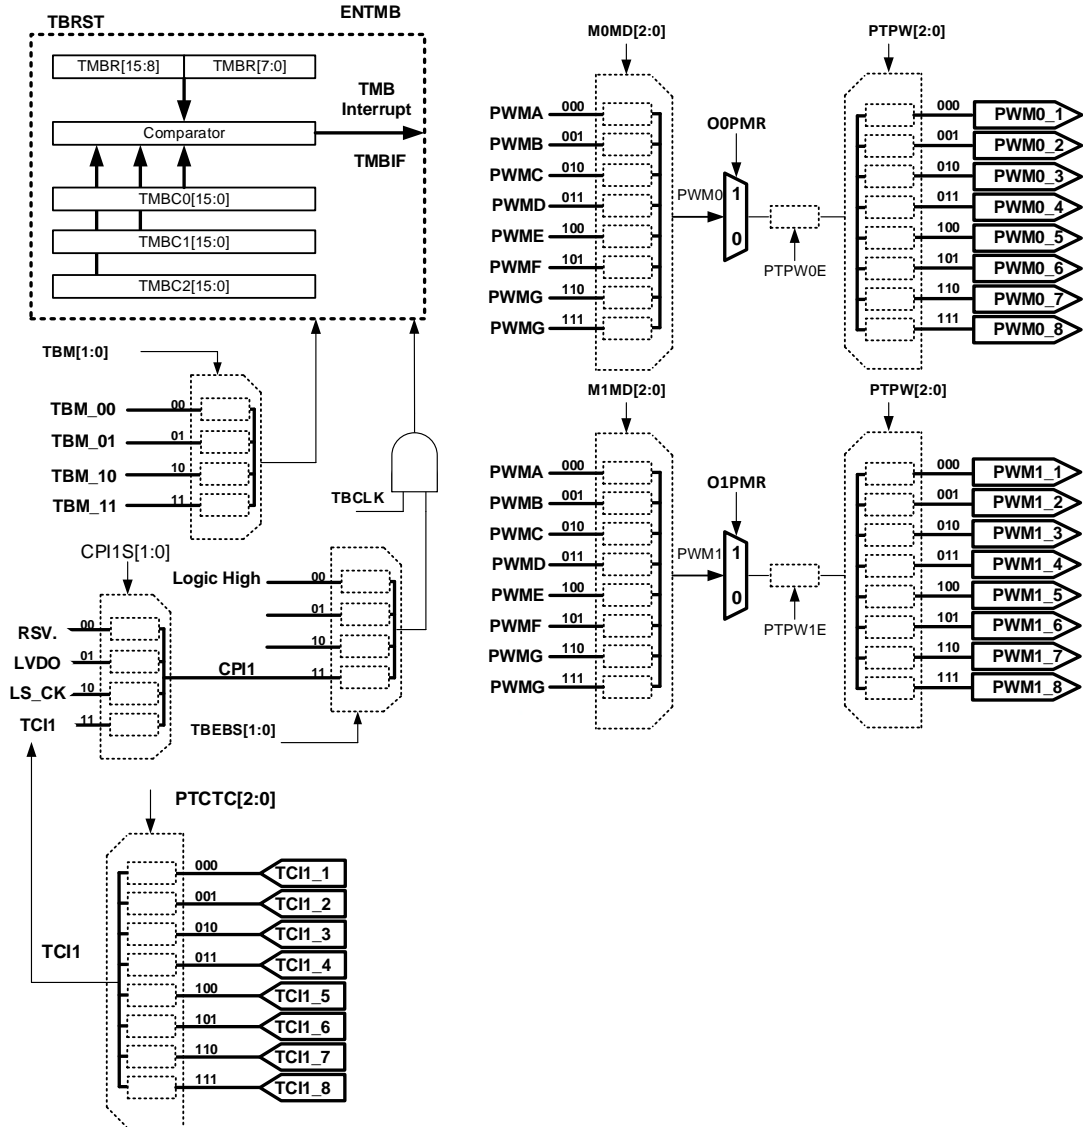 TBRST
ENTMB
TMBR[15:8]
TMBR[7:0]
TMB
Interrupt
Comparator
TMBIF
TMBC0[15:0]
TMBC1[15:0]
TMBC2[15:0]
TBM[1:0]
TBM_00
00
TBM_01
01
TBM_10
10
TBM_11
11
TBCLK
CPI1S[1:0]
Logic High
00
01
10
11
RSV.
00
LVDO
01
LS_CK
10
TCI1
11
CPI1
TBEBS[1:0]
PTCTC[2:0]
TCI1
000
TCI1_1
001
TCI1_2
010
TCI1_3
011
TCI1_4
100
TCI1_5
101
TCI1_6
110
TCI1_7
111
TCI1_8
M0MD[2:0]
PWMA
000
PWMB
001
PWMC
010
PWMD
011
PWME
100
PWMF
101
PWMG
110
PWMG
111
O0PMR
PWM0
1
0
PTPW0E
PTPW[2:0]
000
PWM0_1
001
PWM0_2
010
PWM0_3
011
PWM0_4
100
PWM0_5
101
PWM0_6
110
PWM0_7
111
PWM0_8
M1MD[2:0]
PWMA
000
PWMB
001
PWMC
010
PWMD
011
PWME
100
PWMF
101
PWMG
110
PWMG
111
O1PMR
PWM1
1
0
PTPW1E
PTPW[2:0]
000
PWM1_1
001
PWM1_2
010
PWM1_3
011
PWM1_4
100
PWM1_5
101
PWM1_6
110
PWM1_7
111
PWM1_8